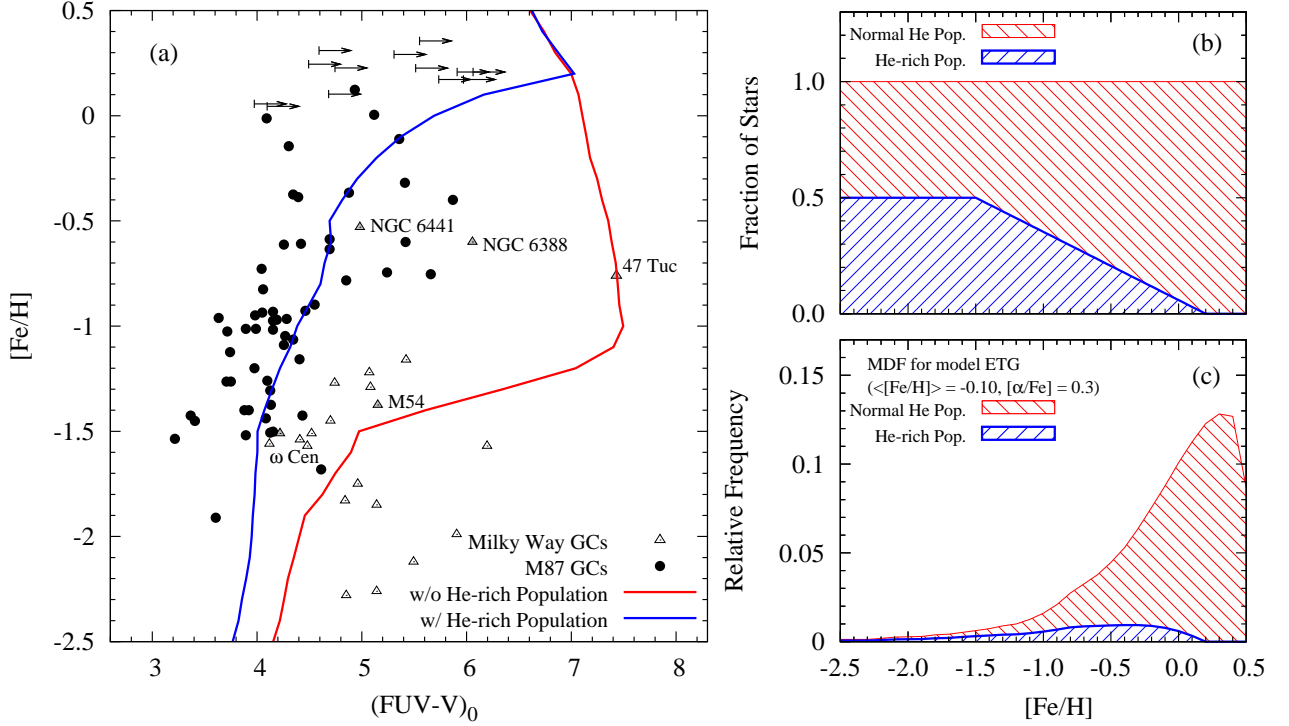 (a)
0.5
0
-0.5
-1
-1.5
-2
-2.5
[Fe/H]
NGC 6441
NGC 6388
47 Tuc
M54
ω Cen
Milky Way GCs
M87 GCs
w/o He-rich Population
w/ He-rich Population
3 4 5 6 7 8
(FUV-V)0
(b)
Normal He Pop.
He-rich Pop.
1.0
0.5
0.0
Fraction of Stars
(c)
MDF for model ETG
(<[Fe/H]> = -0.10, [α/Fe] = 0.3)
Normal He Pop.
He-rich Pop.
0.15
0.1
0.05
0
Relative Frequency
-2.5 -2.0 -1.5 -1.0 -0.5 0.0 0.5
[Fe/H]